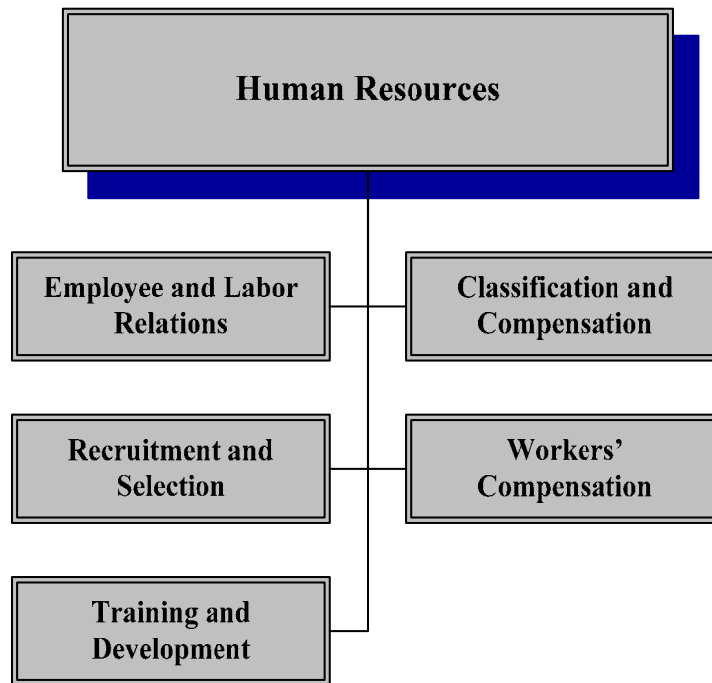 Human Resources
Employee and Labor
Relations
Classification and
Compensation
Recruitment and
Selection
Workers’
Compensation
Training and
Development